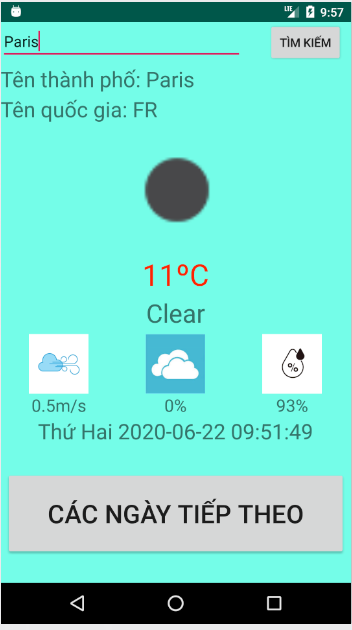 LTE 9:57
Paris TÌM KIẾM
Tên thành phố: Paris
Tên quốc gia: FR
11°C
Clear
%
0.5m/s 0% 93%
Thứ Hai 2020-06-22 09:51:49
CÁC NGÀY TIẾP THEO